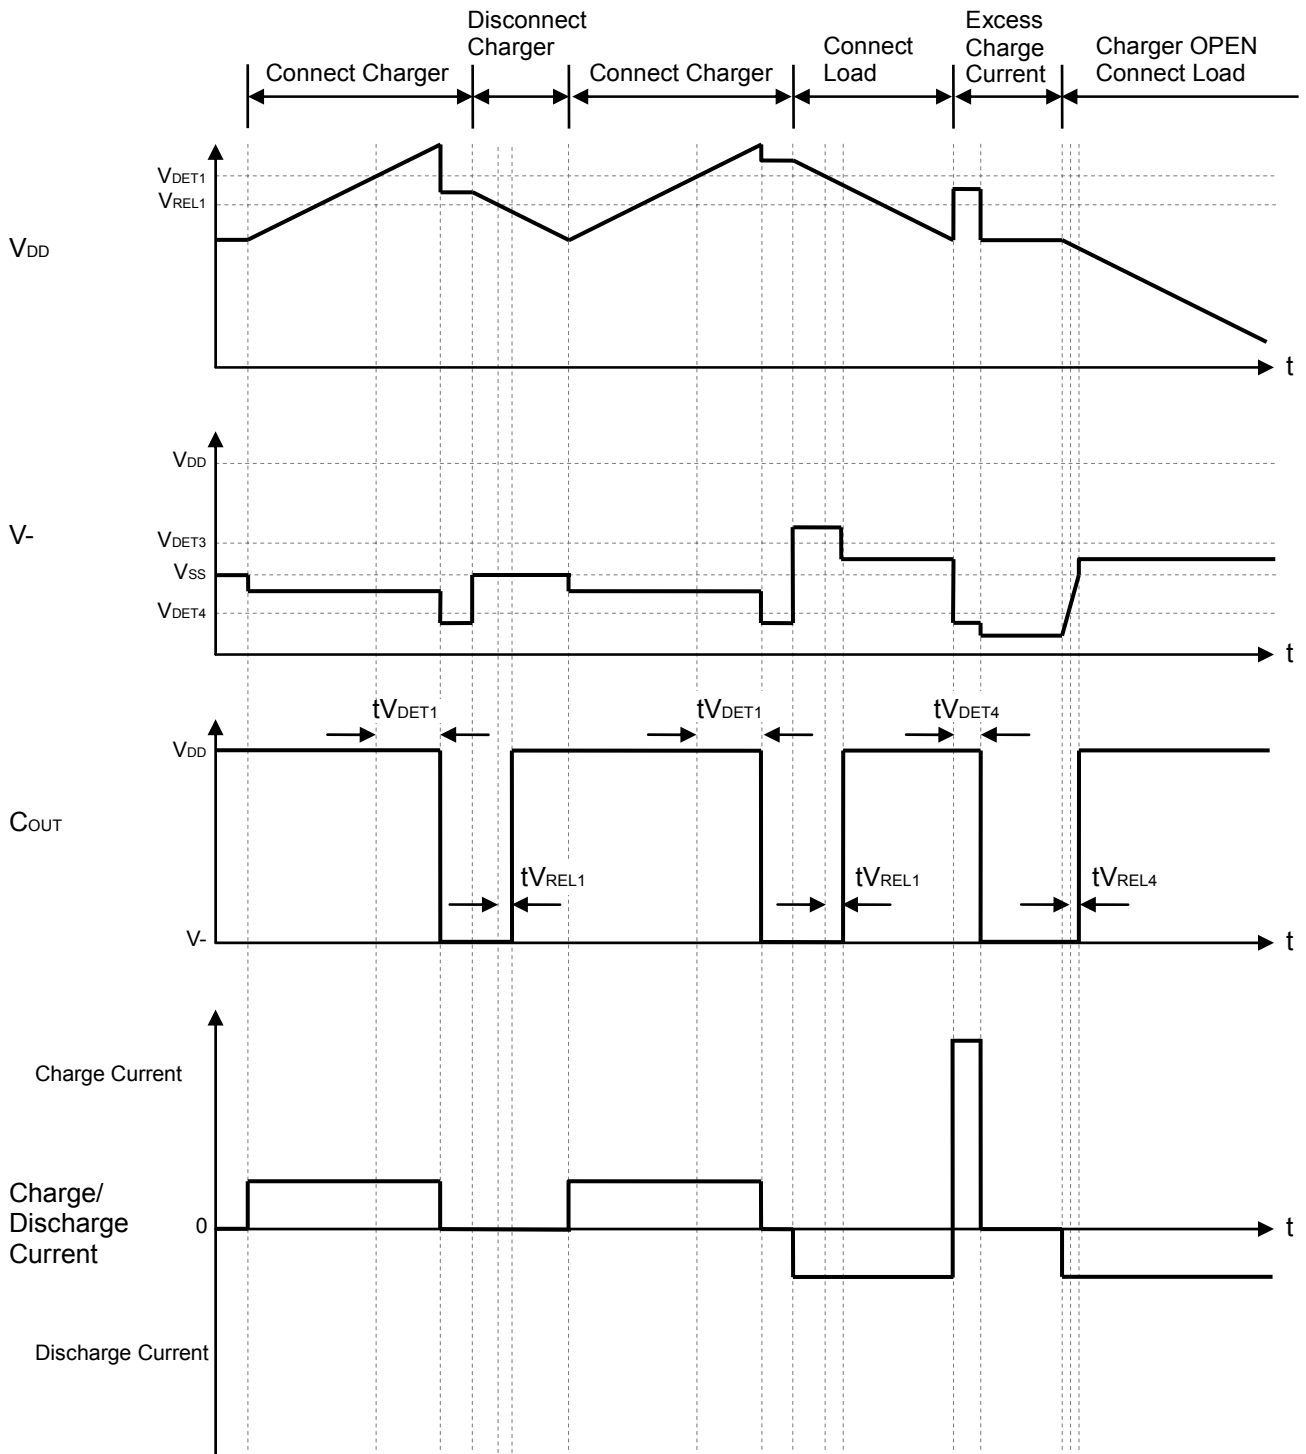 Disconnect
Charger
Excess
Charge
Current
Connect
Load
Charger OPEN
Connect Load
Connect Charger
Connect Charger
VDET1
VREL1
VDD
t
VDD
VDET3
V-
VSS
VDET4
t
tVDET1
tVDET1
tVDET4
VDD
COUT
tVREL1
tVREL1
tVREL4
V-
t
Charge Current
Charge/
Discharge
Current
0
t
Discharge Current